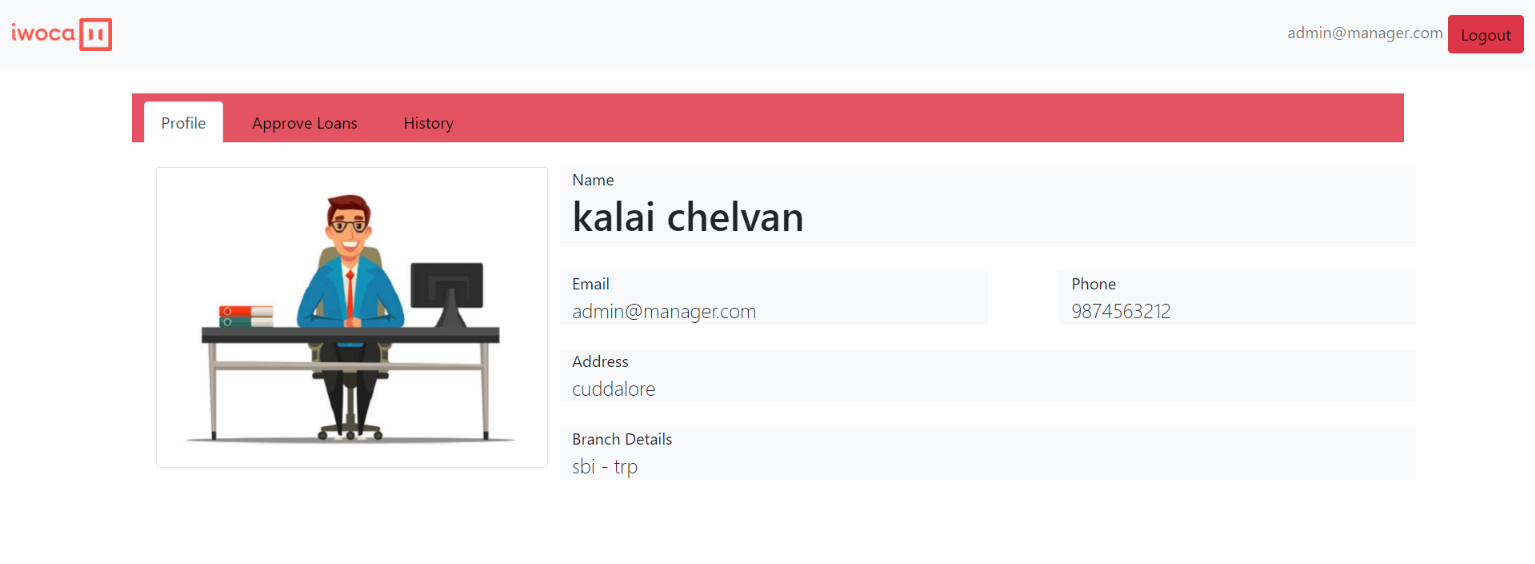 iwoca
admin@manager.com Logout
Profile Approve Loans History
Name
kalai chelvan
Email Phone
admin@manager.com 9874563212
Address
cuddalore
Branch Details
sbi - trp